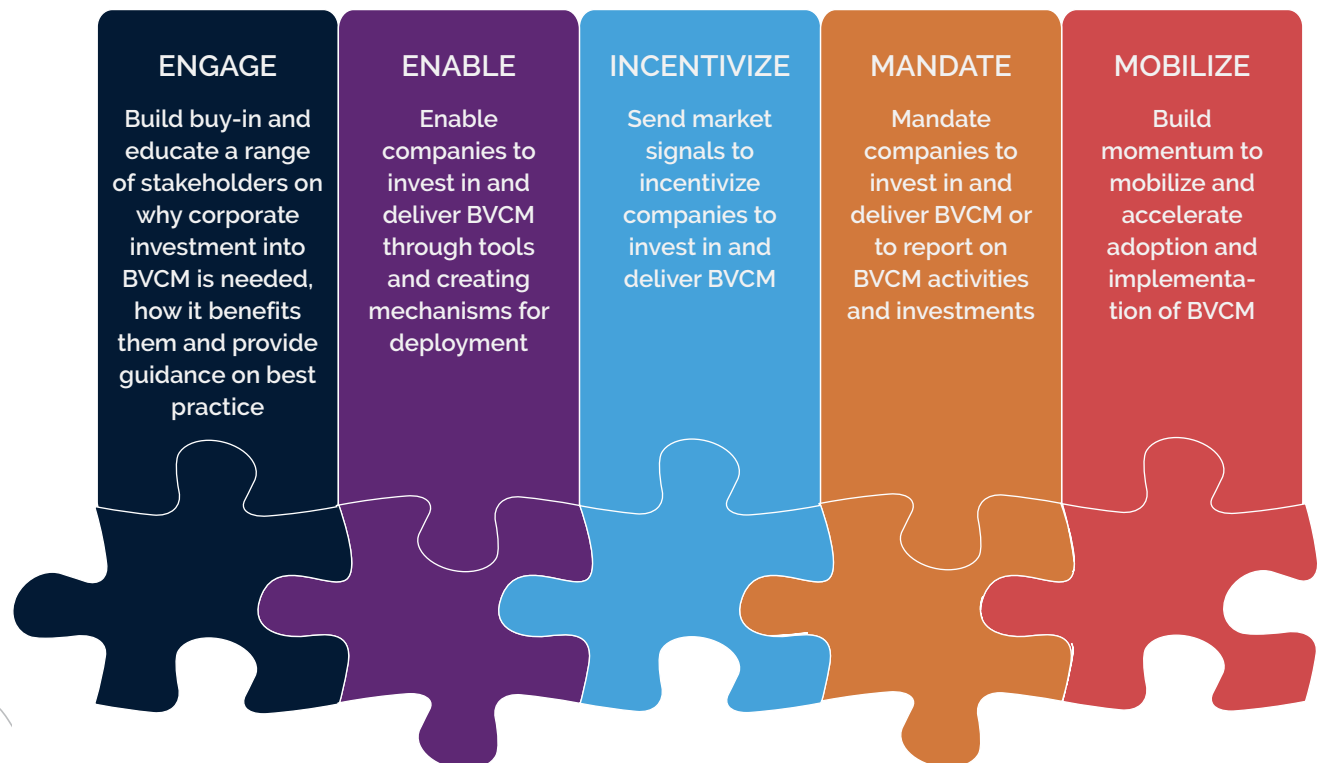 ENGAGE
Build buy-in and
educate a range
of stakeholders on
why corporate
investment into
BVCM is needed,
how it benefits
them and provide
guidance on best
practice
ENABLE
Enable
companies to
invest in and
deliver BVCM
through tools
and creating
mechanisms for
deployment
INCENTIVIZE
Send market
signals to
incentivize
companies to
invest in and
deliver BVCM
MANDATE
Mandate
companies to
invest in and
deliver BVCM or
to report on
BVCM activities
and investments
MOBILIZE
Build
momentum to
mobilize and
accelerate
adoption and
implementa-
tion of BVCM